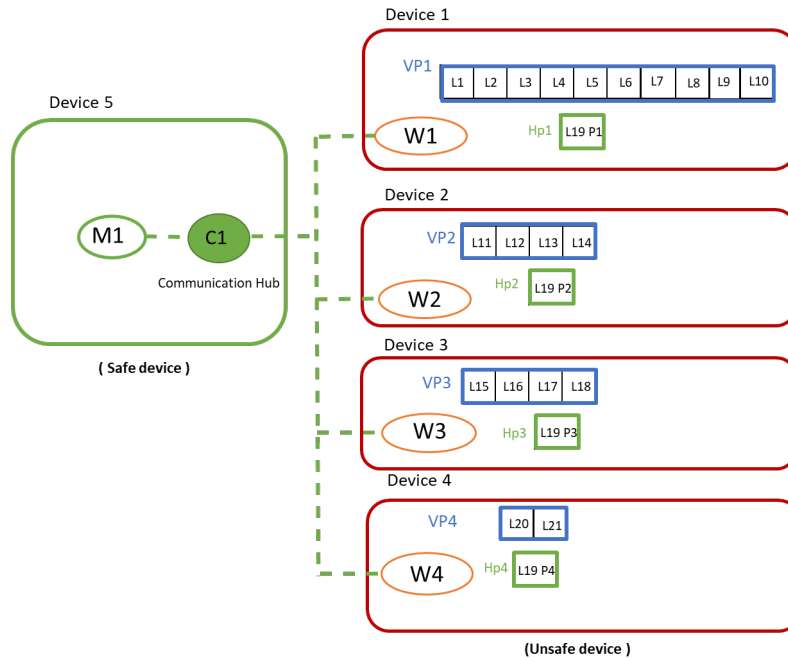 Device 1
VP1 L1 L2 L3 L4 L5 L6 L7 L8 L9 L10
W1 Hp1 L19 P1
Device 5
M1 C1
Communication Hub
( Safe device )
Device 2
VP2 L11 L12 L13 L14
W2 Hp2 L19 P2
Device 3
VP3 L15 L16 L17 L18
W3 Hp3 L19 P3
Device 4
VP4 L20 L21
W4 Hp4 L19 P4
(Unsafe device )